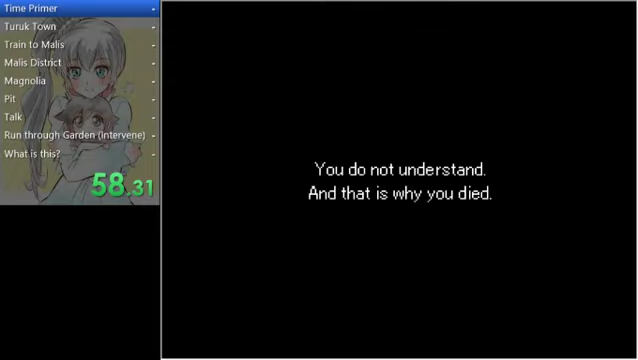 Time Primer -
Turuk Town -
Train to Malis -
Malis District -
Magnolia -
Pit -
Talk -
Run through Garden (Intervene) -
What is this? -
58.31
You do not understand.
And that is why you died.